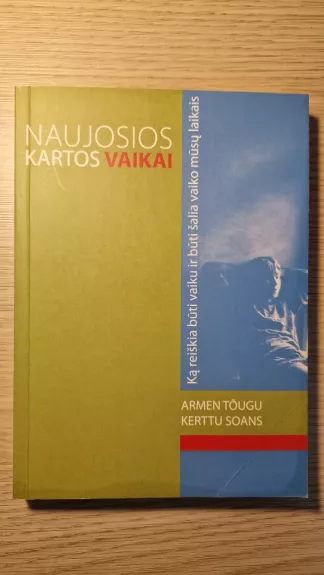 NAUJOSIOS
KARTOS VAIKAI
Ką reiškia būti vaiku ir būti šalia vaiko mūsų laikais
ARMEN TÕUGU
KERTTU SOANS